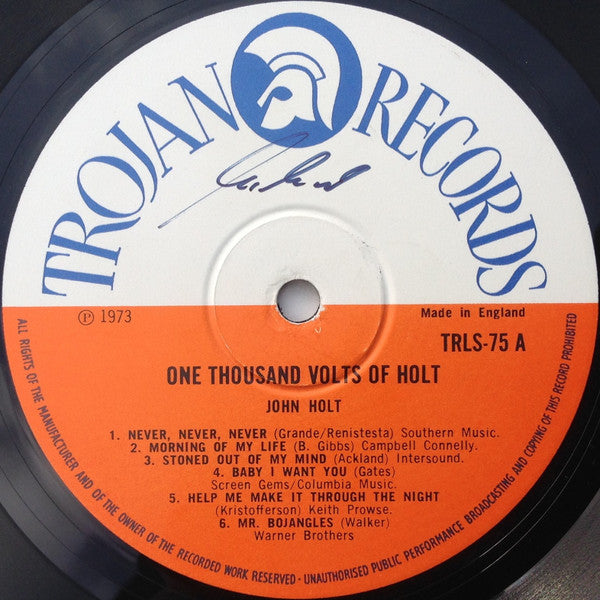 TROJAN RECORDS
℗ 1973
Made in England
TRLS-75 A
ONE THOUSAND VOLTS OF HOLT
JOHN HOLT
1. NEVER, NEVER, NEVER (Grande/Renistesta) Southern Music.
2. MORNING OF MY LIFE (B. Gibbs) Campbell Connelly.
3. STONED OUT OF MY MIND (Ackland) Intersound.
4. BABY I WANT YOU (Gates)
Screen Gems/Columbia Music.
5. HELP ME MAKE IT THROUGH THE NIGHT
(Kristofferson) Keith Prowse.
6. MR. BOJANGLES (Walker)
Warner Brothers
ALL RIGHTS OF THE MANUFACTURER AND OF THE OWNER OF THE RECORDED WORK RESERVED - UNAUTHORISED PUBLIC PERFORMANCE BROADCASTING AND COPYING OF THIS RECORD PROHIBITED